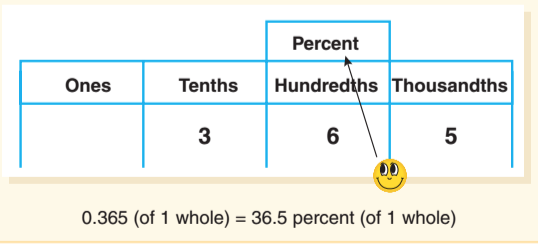 Percent
Ones Tenths Hundredths Thousandths
3 6 5
0.365 (of 1 whole) = 36.5 percent (of 1 whole)